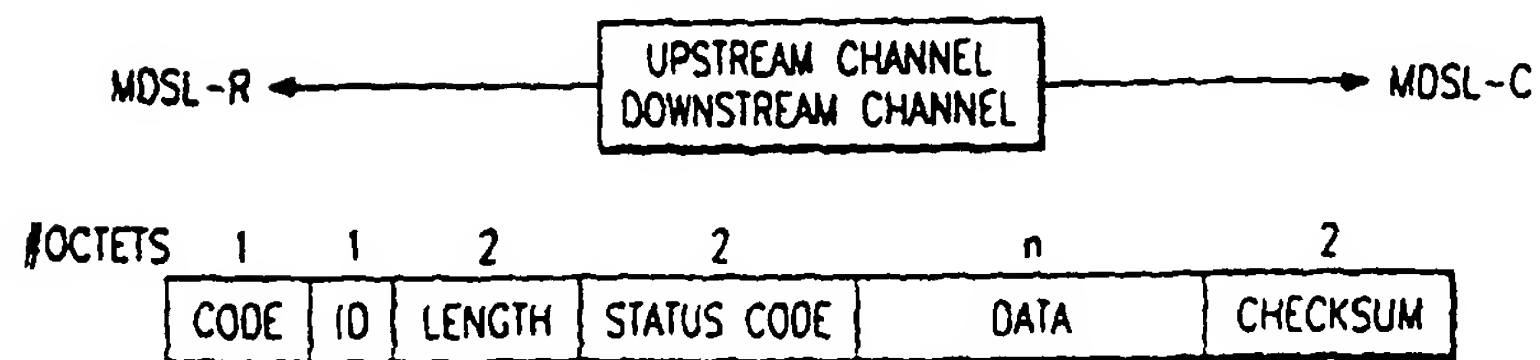 UPSTREAM CHANNEL
MDSL-R MDSL-C
DOWNSTREAM CHANNEL
#OCTETS 1 1 2 2 n 2
CODE ID LENGTH STATUS CODE DATA CHECKSUM